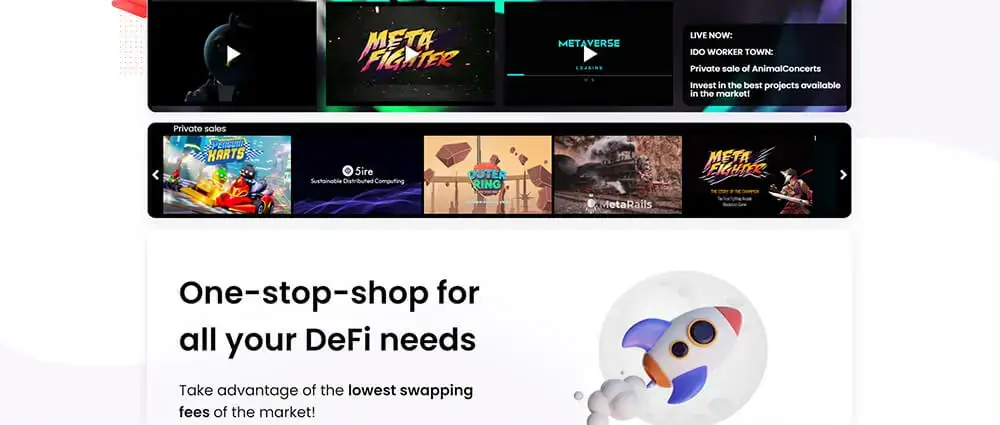 META
FIGHTER
METAVERSE
LOADING
LIVE NOW:
IDO WORKER TOWN:
Private sale of AnimalConcerts
Invest in the best projects available
in the market!
Private sales
PENGUIN
KARTS
5ire
Sustainable Distributed Computing
OUTER
RING
MetaRails
META
FIGHTER
THE STORY OF THE CHAMPION
One-stop-shop for
all your DeFi needs
Take advantage of the lowest swapping
fees of the market!